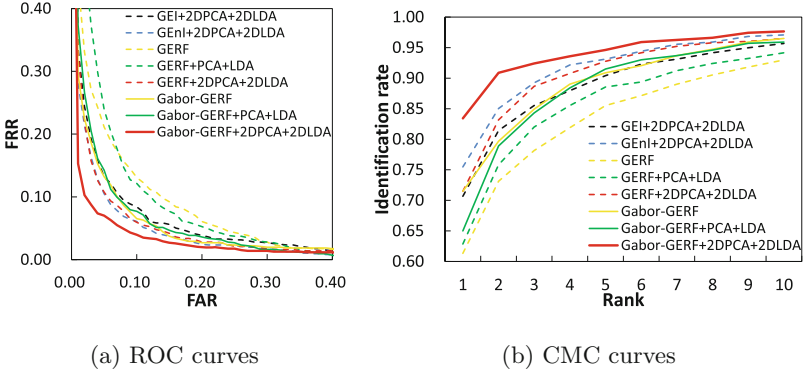 0.40
0.30
0.20
0.10
0.00
FRR
0.00 0.10 0.20 0.30 0.40
FAR
GEI+2DPCA+2DLDA
GEnI+2DPCA+2DLDA
GERF
GERF+PCA+LDA
GERF+2DPCA+2DLDA
Gabor-GERF
Gabor-GERF+PCA+LDA
Gabor-GERF+2DPCA+2DLDA
(a) ROC curves
1.00
0.95
0.90
0.85
0.80
0.75
0.70
0.65
0.60
Identification rate
1 2 3 4 5 6 7 8 9 10
Rank
GEI+2DPCA+2DLDA
GEnI+2DPCA+2DLDA
GERF
GERF+PCA+LDA
GERF+2DPCA+2DLDA
Gabor-GERF
Gabor-GERF+PCA+LDA
Gabor-GERF+2DPCA+2DLDA
(b) CMC curves